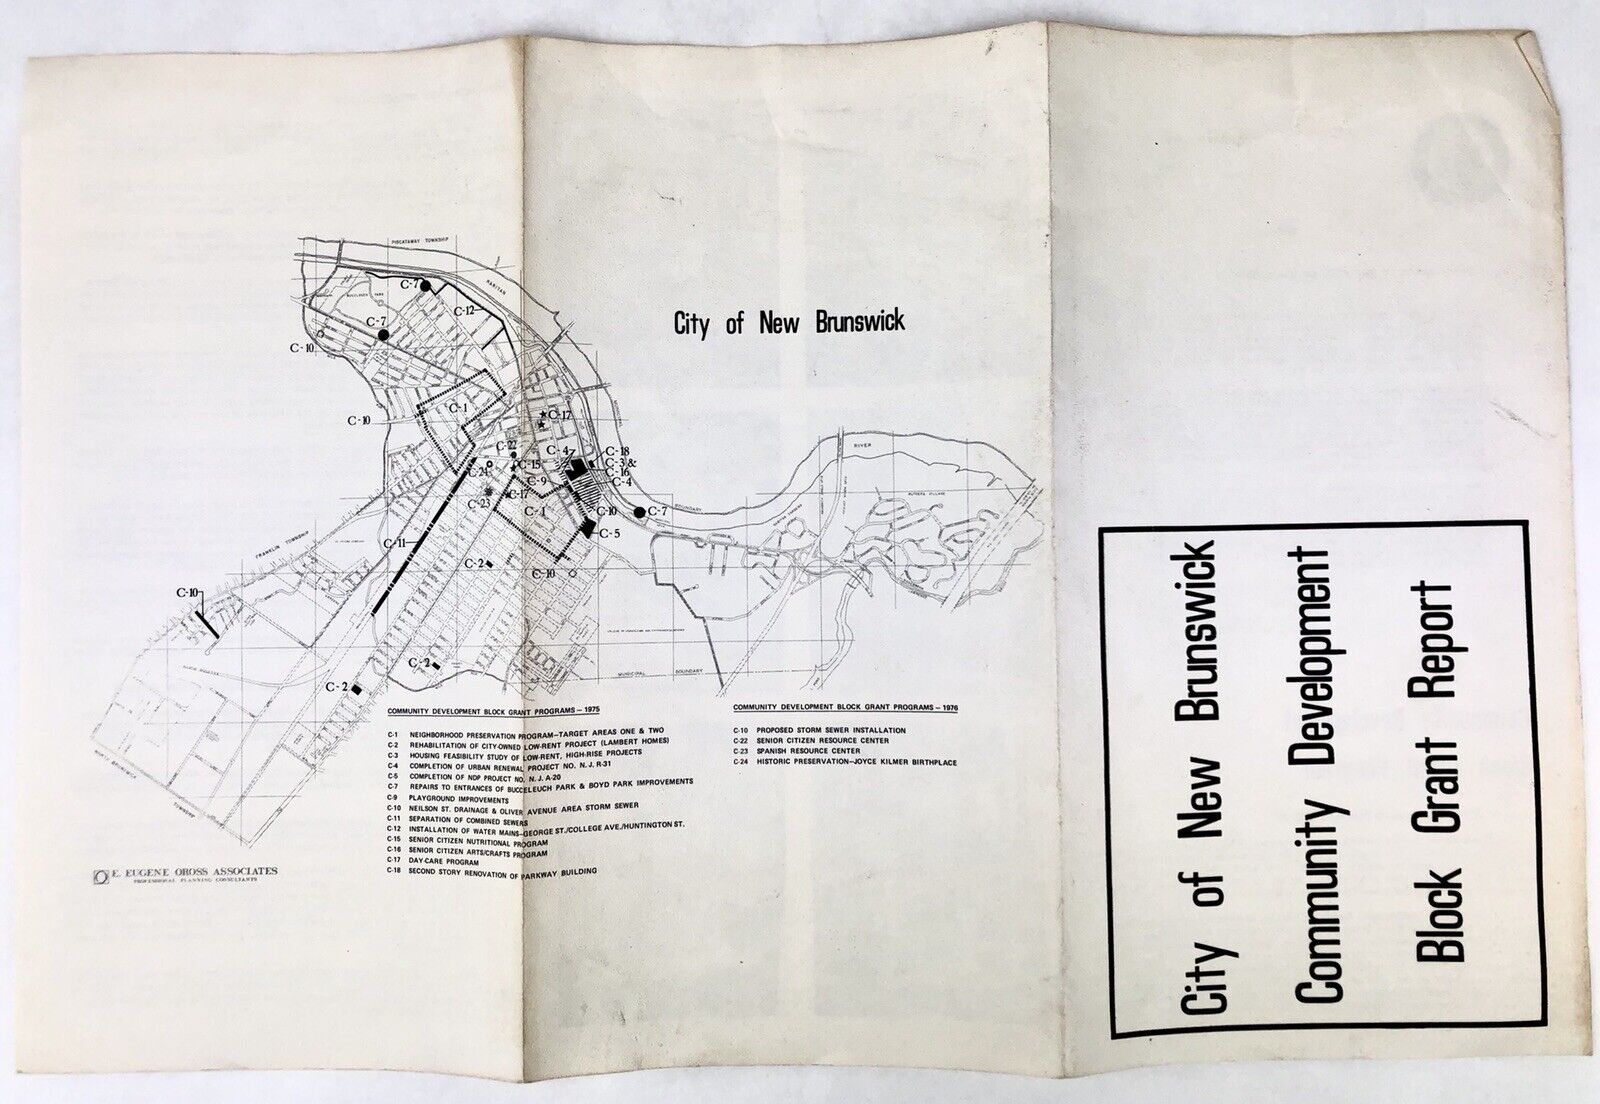 City of New Brunswick
PISCATAWAY TOWNSHIP
RARITAN
C-7
C-12
C-7
C-10
C-10
C-1
C-17
C-22
C-4
C-18
C-15
C-3 &
C-16
C-24
C-9
C-4
C-23
C-17
C-1
C-10
C-7
C-5
C-11
C-2
C-10
C-10
C-2
C-2
BOUNDARY
RIVER
RUTGERS VILLAGE
FRANKLIN TOWNSHIP
MUNICIPAL BOUNDARY
NORTH BRUNSWICK
TOWNSHIP
COMMUNITY DEVELOPMENT BLOCK GRANT PROGRAMS – 1975
C-1 NEIGHBORHOOD PRESERVATION PROGRAM–TARGET AREAS ONE & TWO
C-2 REHABILITATION OF CITY-OWNED LOW-RENT PROJECT (LAMBERT HOMES)
C-3 HOUSING FEASIBILITY STUDY OF LOW-RENT, HIGH-RISE PROJECTS
C-4 COMPLETION OF URBAN RENEWAL PROJECT NO. N. J. R-31
C-5 COMPLETION OF NDP PROJECT NO. N. J. A-20
C-7 REPAIRS TO ENTRANCES OF BUCCELEUCH PARK & BOYD PARK IMPROVEMENTS
C-9 PLAYGROUND IMPROVEMENTS
C-10 NEILSON ST. DRAINAGE & OLIVER AVENUE AREA STORM SEWER
C-11 SEPARATION OF COMBINED SEWERS
C-12 INSTALLATION OF WATER MAINS–GEORGE ST./COLLEGE AVE./HUNTINGTON ST.
C-15 SENIOR CITIZEN NUTRITIONAL PROGRAM
C-16 SENIOR CITIZEN ARTS/CRAFTS PROGRAM
C-17 DAY-CARE PROGRAM
C-18 SECOND STORY RENOVATION OF PARKWAY BUILDING
COMMUNITY DEVELOPMENT BLOCK GRANT PROGRAMS – 1976
C-10 PROPOSED STORM SEWER INSTALLATION
C-22 SENIOR CITIZEN RESOURCE CENTER
C-23 SPANISH RESOURCE CENTER
C-24 HISTORIC PRESERVATION–JOYCE KILMER BIRTHPLACE
E. EUGENE OROSS ASSOCIATES
PROFESSIONAL PLANNING CONSULTANTS
City of New Brunswick
Community Development
Block Grant Report